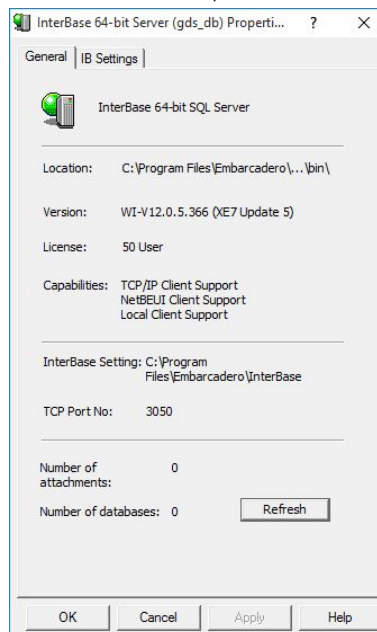 InterBase 64-bit Server (gds_db) Properti... ? ×
General IB Settings
InterBase 64-bit SQL Server
Location: C:\Program Files\Embarcadero\...\bin\
Version: WI-V12.0.5.366 (XE7 Update 5)
License: 50 User
Capabilities: TCP/IP Client Support
NetBEUI Client Support
Local Client Support
InterBase Setting: C:\Program
Files\Embarcadero\InterBase
TCP Port No: 3050
Number of 0
attachments:
Number of databases: 0 Refresh
OK Cancel Apply Help